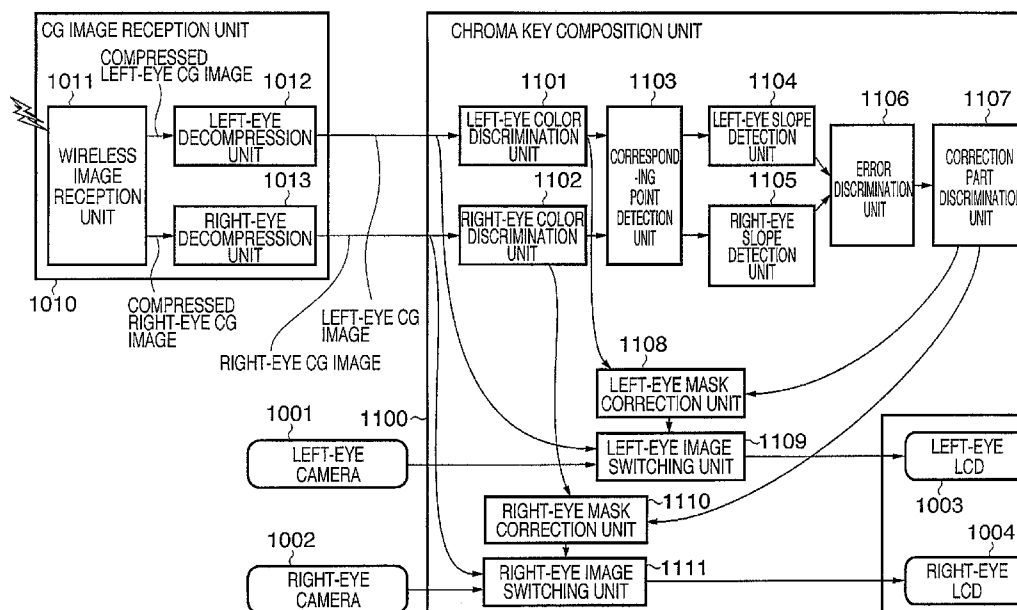 CG IMAGE RECEPTION UNIT
COMPRESSED
LEFT-EYE CG IMAGE
1011
1012
WIRELESS
IMAGE
RECEPTION
UNIT
LEFT-EYE
DECOMPRESSION
UNIT
1013
RIGHT-EYE
DECOMPRESSION
UNIT
1010
COMPRESSED
RIGHT-EYE CG
IMAGE
LEFT-EYE CG
IMAGE
RIGHT-EYE CG IMAGE
CHROMA KEY COMPOSITION UNIT
1101
LEFT-EYE COLOR
DISCRIMINATION
UNIT
1102
RIGHT-EYE COLOR
DISCRIMINATION
UNIT
1103
CORRESPOND
-ING POINT
DETECTION
UNIT
1104
LEFT-EYE SLOPE
DETECTION
UNIT
1105
RIGHT-EYE
SLOPE
DETECTION UNIT
1106
ERROR
DISCRIMINATION
UNIT
1107
CORRECTION
PART
DISCRIMINATION
UNIT
1108
LEFT-EYE MASK
CORRECTION UNIT
1100
1001
LEFT-EYE
CAMERA
1109
LEFT-EYE IMAGE
SWITCHING UNIT
LEFT-EYE
LCD
1003
1110
RIGHT-EYE MASK
CORRECTION UNIT
1002
RIGHT-EYE
CAMERA
1111
RIGHT-EYE IMAGE
SWITCHING UNIT
1004
RIGHT-EYE
LCD